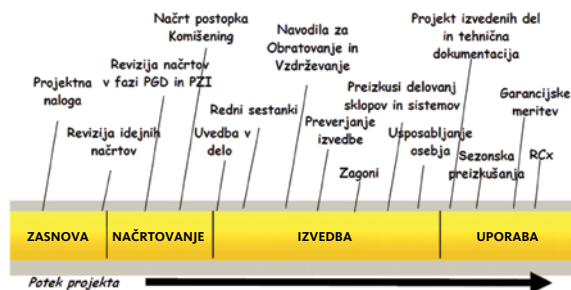 Projektna
naloga
Revizija idejnih
načrtov
Revizija načrtov
v fazi PGD in PZI
Načrt postopka
Komišening
Uvedba v
delo
Redni sestanki
Navodila za
Obratovanje in
Vzdrževanje
Preverjanje
izvedbe
Zagoni
Preizkusi delovanj
sklopov in sistemov
Usposabljanje
osebja
Projekt izvedenih del
in tehnična
dokumentacija
Sezonska
preizkušanja
Garancijske
meritev
RCx
ZASNOVA
NAČRTOVANJE
IZVEDBA
UPORABA
Potek projekta